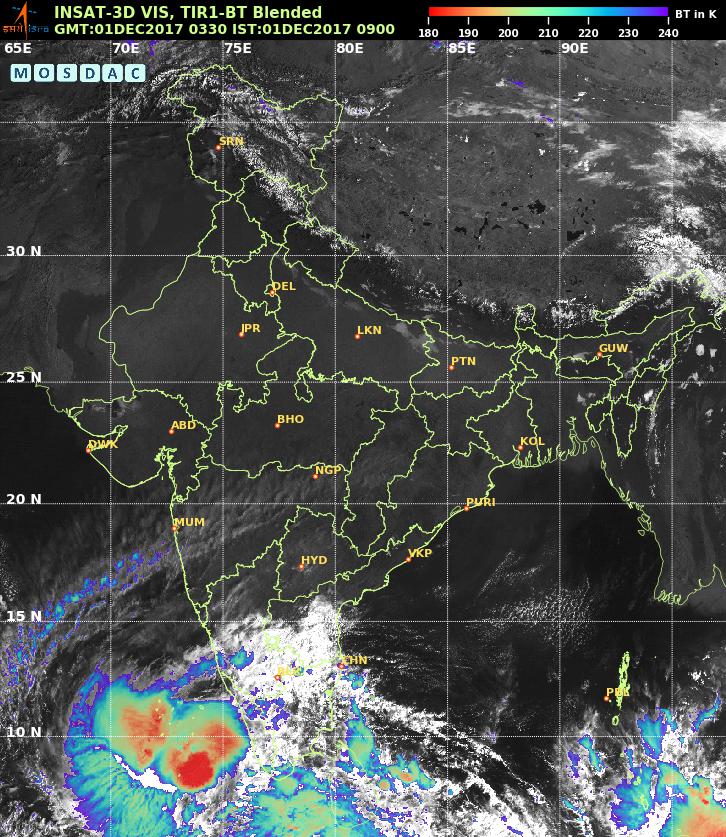 INSAT-3D VIS, TIR1-BT Blended
GMT:01DEC2017 0330 IST:01DEC2017 0900
BT in K
180 190 200 210 220 230 240
65E 70E 75E 80E 85E 90E
MOSDAC
SRN
30 N
DEL
JPR LKN
GUW
PTN
25 N
ABD BHO
DWK KOL
NGP
20 N PURI
MUM
VKP
HYD
15 N
CHN
PBL
10 N